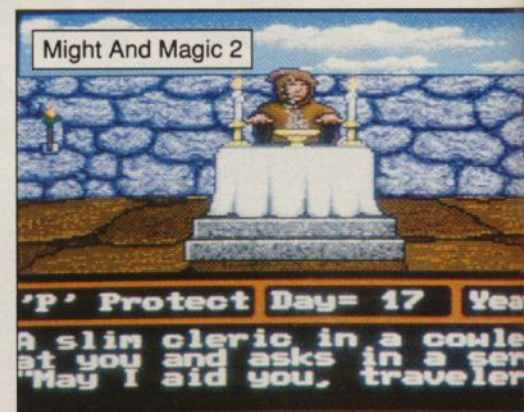 Might And Magic 2
'P' Protect Day= 17 Yea
A slim cleric in a cowle
at you and asks in a ser
"May I aid you, traveler